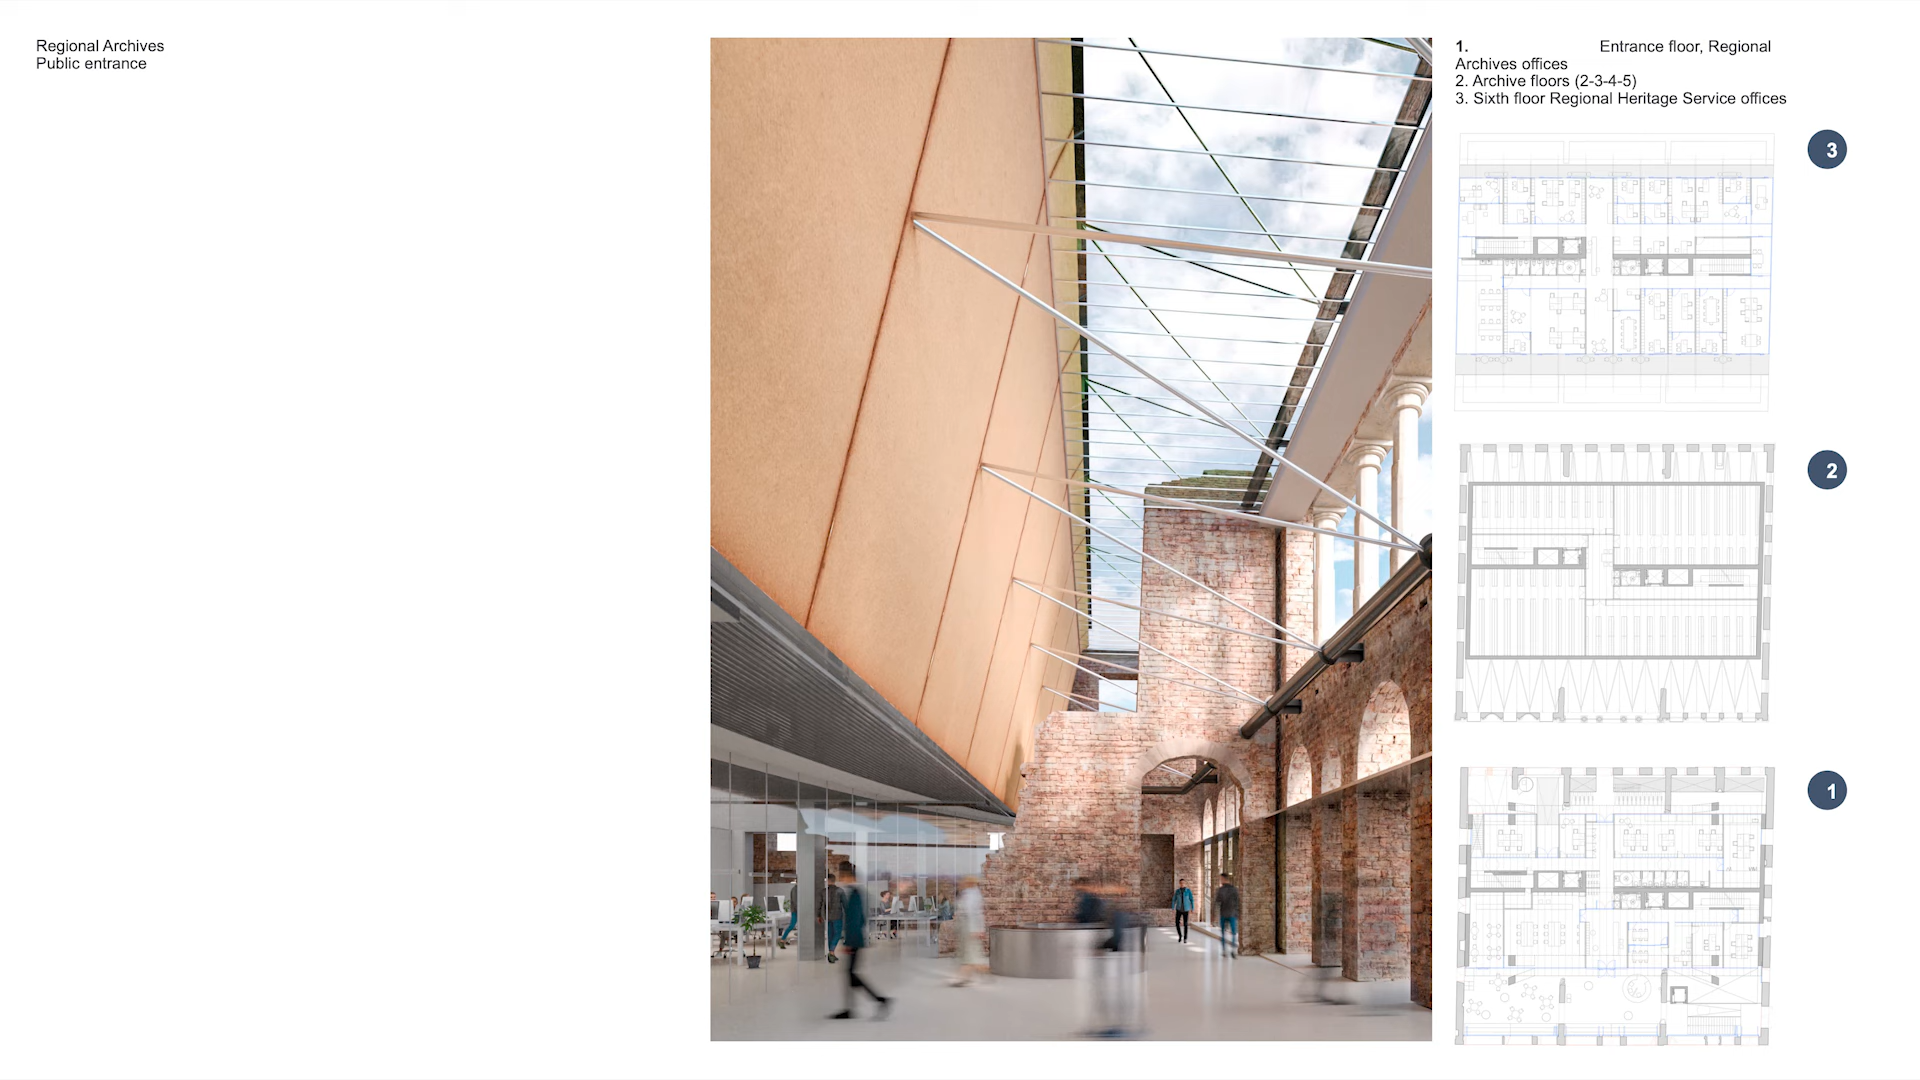 Regional Archives
Public entrance
1. Entrance floor, Regional
Archives offices
2. Archive floors (2-3-4-5)
3. Sixth floor Regional Heritage Service offices
3
2
1